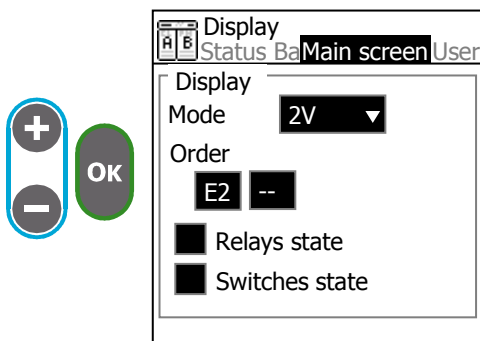 Display
A B Status Ba Main screen User
Display
Mode 2V
Order
+ OK E2 --
−
Relays state
Switches state